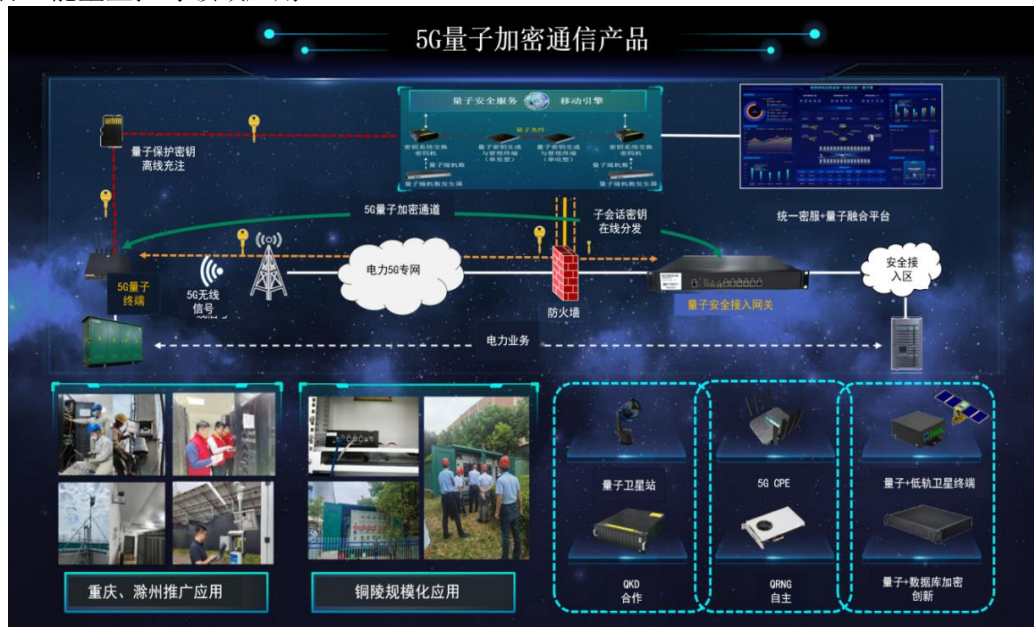 5G量子加密通信产品
量子安全服务
移动引擎
量子光纤
密钥系统交换
密码机
量子密钥生成
与管理终端
量子密钥生成
与管理终端
密钥系统交换
密码机
量子随机数
量子随机数
量子随机数发生器
量子随机数发生器
量子保护密钥
离线充注
5G量子加密通道
子会话密钥
在线分发
统一密服+量子融合平台
5G量子
终端
5G无线
信号
电力5G专网
防火墙
量子安全接入网关
安全接
入区
电力业务
重庆、滁州推广应用
铜陵规模化应用
量子卫星站
5G CPE
量子+低轨卫星终端
QKD
合作
QRNG
自主
量子+数据库加密
创新